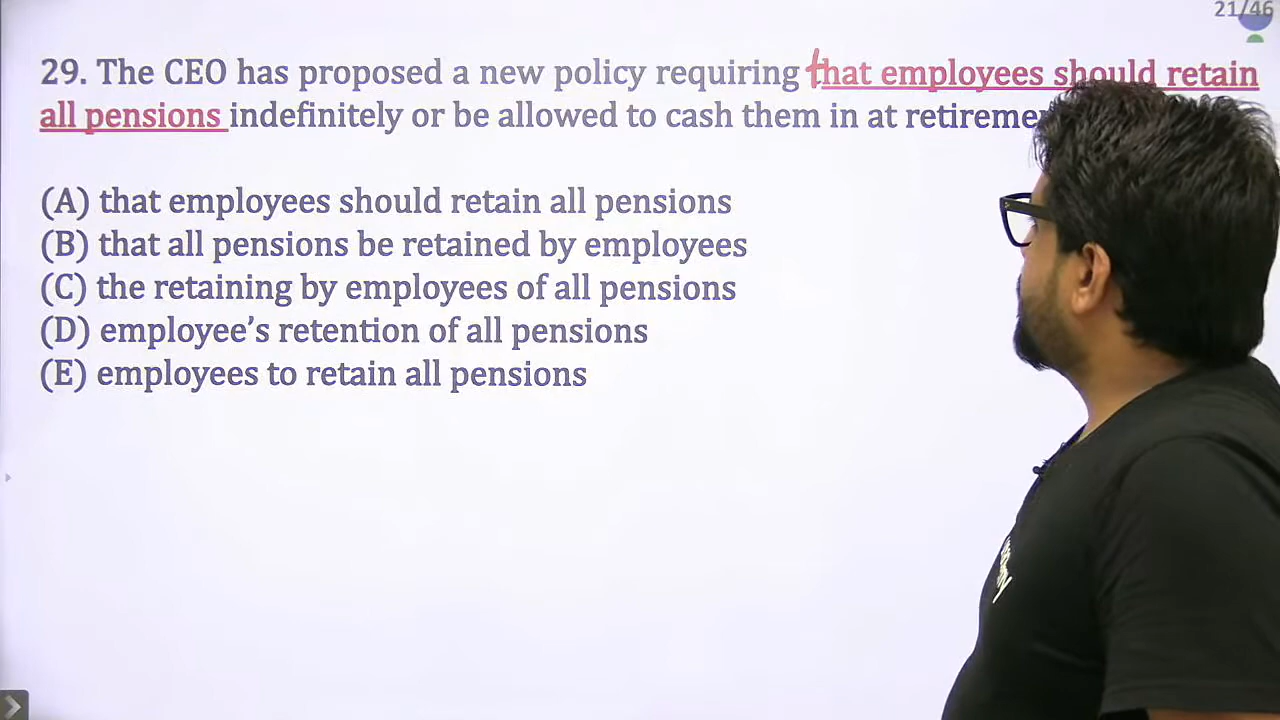 21/46
29. The CEO has proposed a new policy requiring that employees should retain
all pensions indefinitely or be allowed to cash them in at
(A) that employees should retain all pensions
(B) that all pensions be retained by employees
(C) the retaining by employees of all pensions
(D) employee’s retention of all pensions
(E) employees to retain all pensions